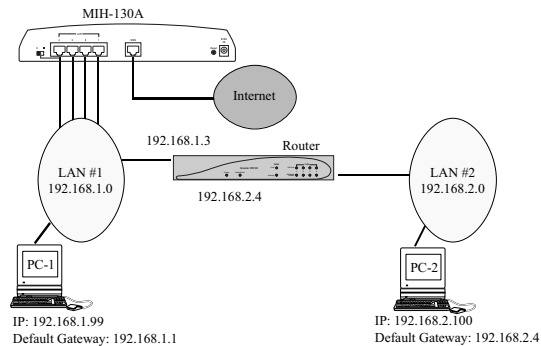 MIH-130A
Internet
192.168.1.3
Router
LAN #1
192.168.1.0
LAN #2
192.168.2.0
192.168.2.4
PC-1
PC-2
IP: 192.168.1.99
Default Gateway: 192.168.1.1
IP: 192.168.2.100
Default Gateway: 192.168.2.4